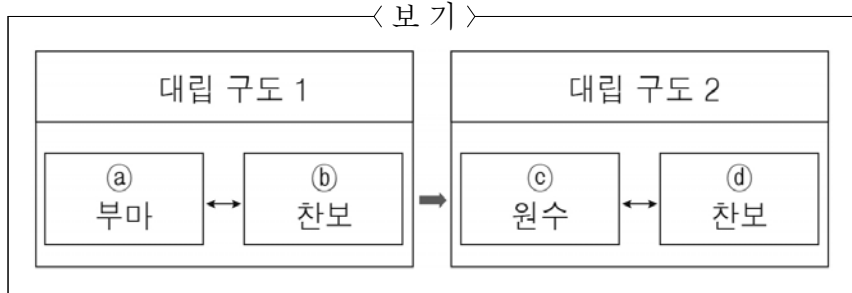 〈보 기〉
대립 구도 1 대립 구도 2
ⓐ ⓑ ⓒ ⓓ
부마 찬보 원수 찬보